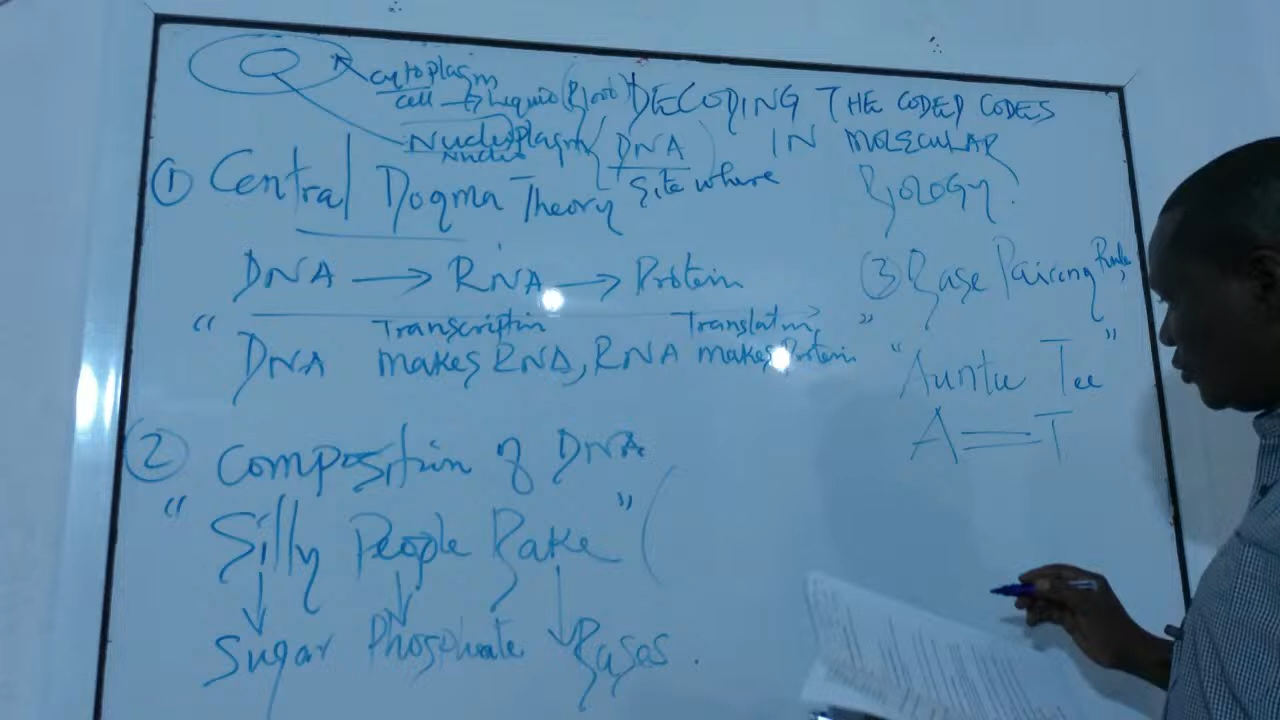 DECODING THE CODED CODES
IN MOLECULAR
BIOLOGY
Cytoplasm
cell → Liquid (Blood)
Nucleoplasm / DNA
Nucleus
Site where
① Central Dogma Theory
DNA → RNA → Protein
Transcription Translation
“DNA makes RNA, RNA makes Protein”
② Composition of DNA
“Silly People Bake” (
Sugar Phosphate Bases.
③ Base Pairing Rule
“Auntie Tee”
A = T